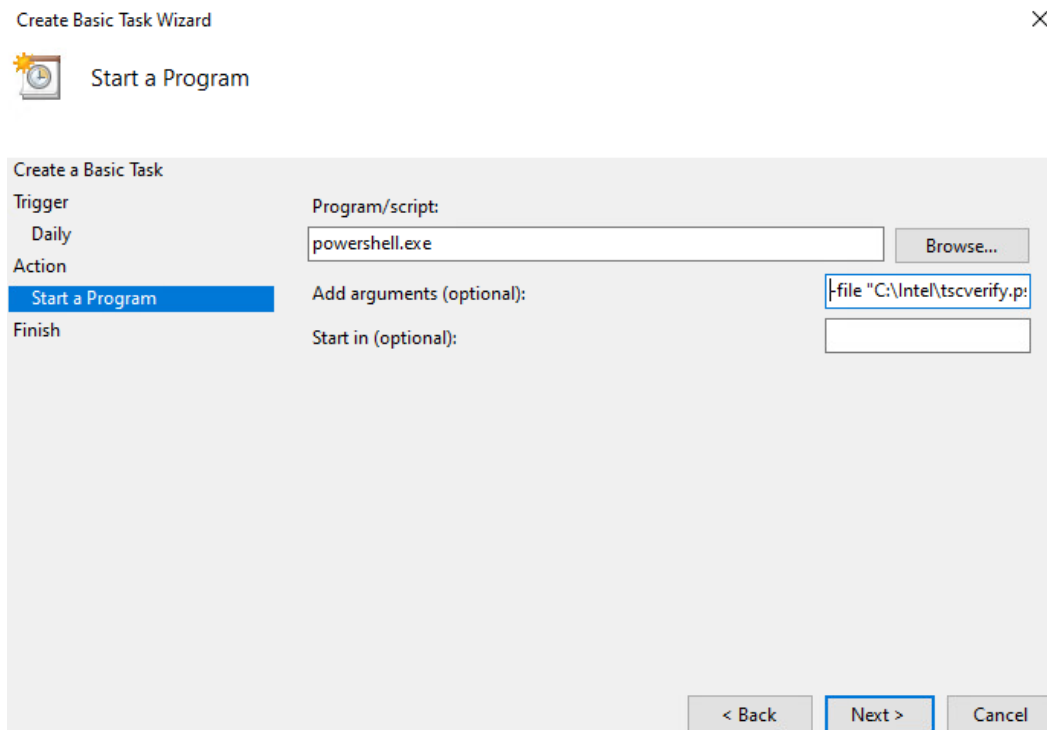 Create Basic Task Wizard
Start a Program
Create a Basic Task
Trigger
Daily
Action
Start a Program
Finish
Program/script:
powershell.exe
Browse...
Add arguments (optional):
-file "C:\Intel\tscverify.ps
Start in (optional):
< Back
Next >
Cancel